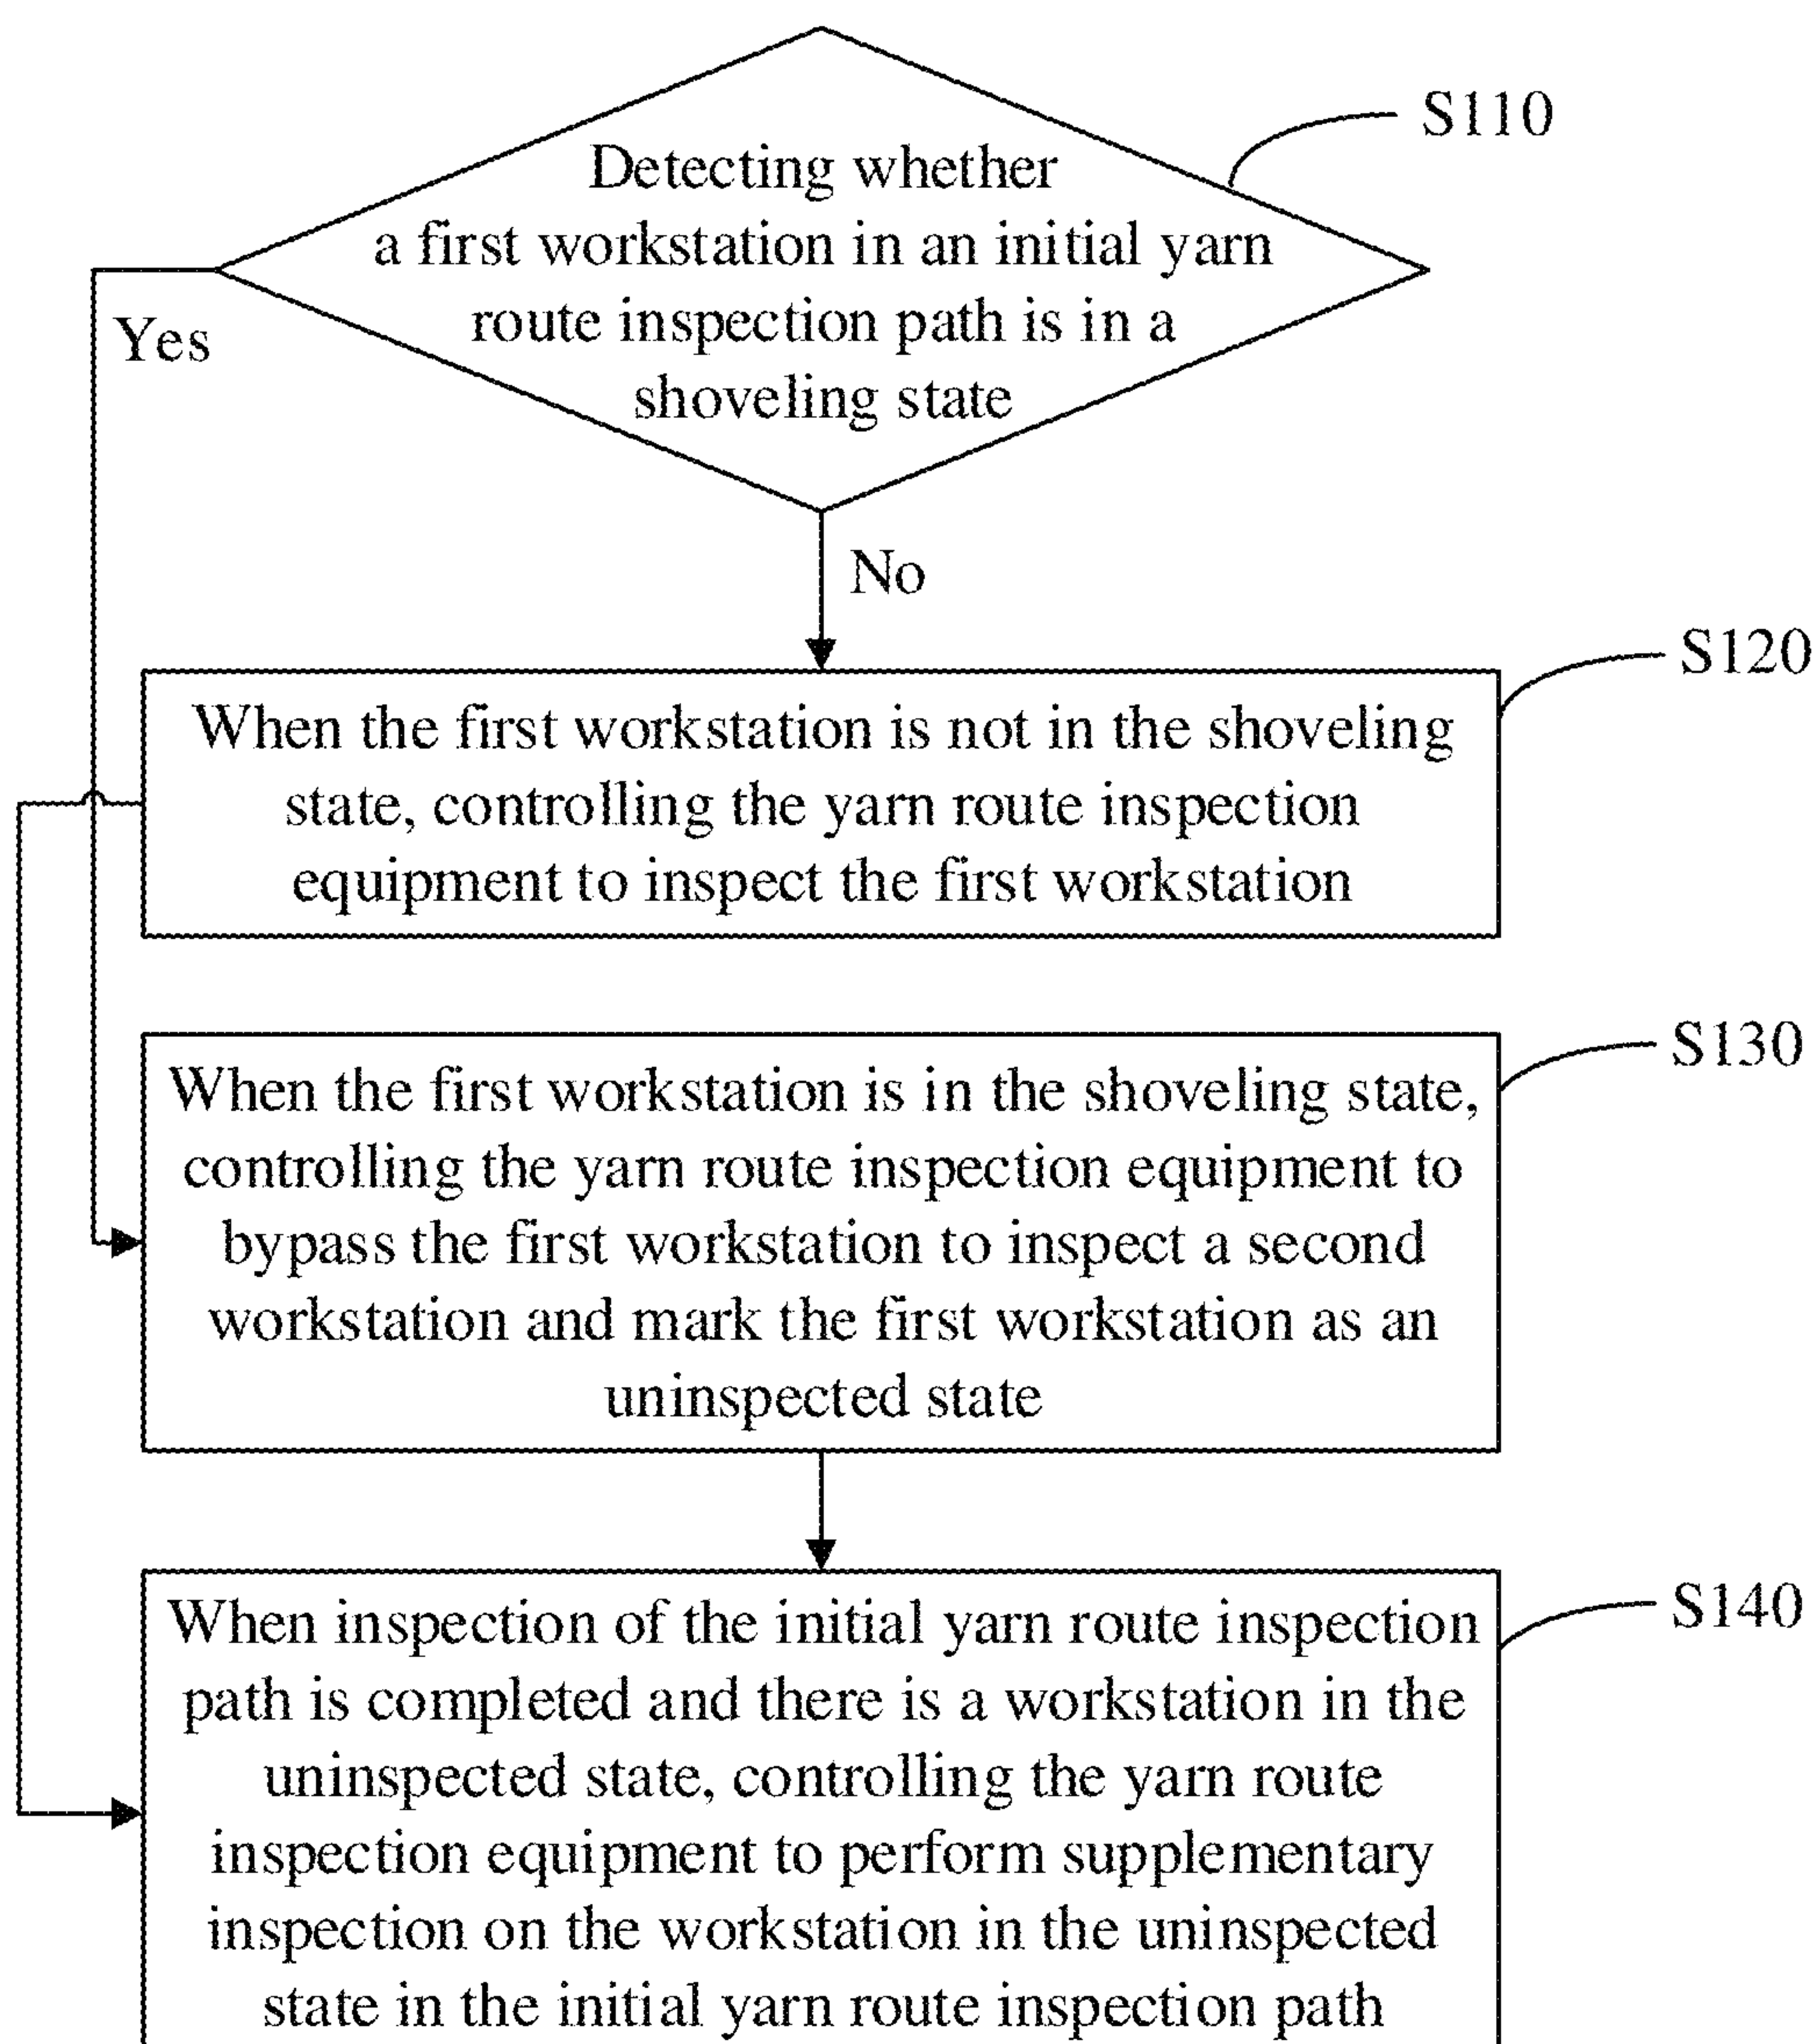 S110
Detecting whether
a first workstation in an initial yarn
route inspection path is in a
shoveling state
Yes
No
S120
When the first workstation is not in the shoveling
state, controlling the yarn route inspection
equipment to inspect the first workstation
S130
When the first workstation is in the shoveling state,
controlling the yarn route inspection equipment to
bypass the first workstation to inspect a second
workstation and mark the first workstation as an
uninspected state
S140
When inspection of the initial yarn route inspection
path is completed and there is a workstation in the
uninspected state, controlling the yarn route
inspection equipment to perform supplementary
inspection on the workstation in the uninspected
state in the initial yarn route inspection path